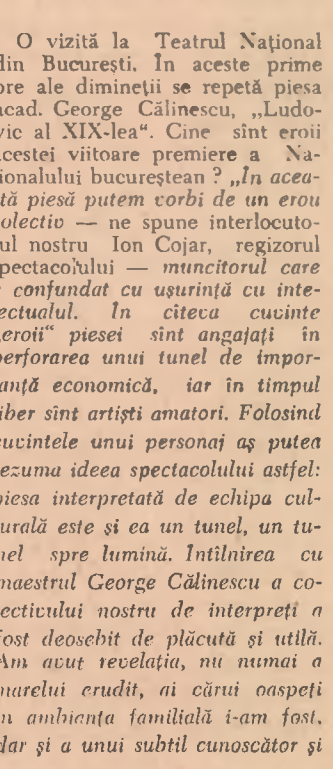 O vizită la Teatrul Național
din București. În aceste prime
ore ale dimineții se repetă piesa
acad. George Călinescu, „Ludo-
vic al XIX-lea“. Cine sînt eroii
acestei viitoare premiere a Na-
ționalului bucureștean ? „În acea-
stă piesă putem vorbi de un erou
colectiv — ne spune interlocuto-
rul nostru Ion Cojar, regizorul
spectacolului — muncitorul care
e confundat cu ușurință cu inte-
lectualul. În cîteva cuvinte
„eroii“ piesei sînt angajați în
perforarea unui tunel de impor-
tanță economică, iar în timpul
liber sînt artiști amatori. Folosind
cuvintele unui personaj aș putea
rezuma ideea spectacolului astfel:
piesa interpretată de echipa cul-
turală este și ea un tunel, un tu-
nel spre lumină. Intîlnirea cu
maestrul George Călinescu a co-
lectivului nostru de interpreți a
fost deosebit de plăcută și utilă.
Am avut revelația, nu numai a
marelui erudit, ai cărui oaspeți
în ambianța familială i-am fost,
dar și a unui subtil cunoscător și